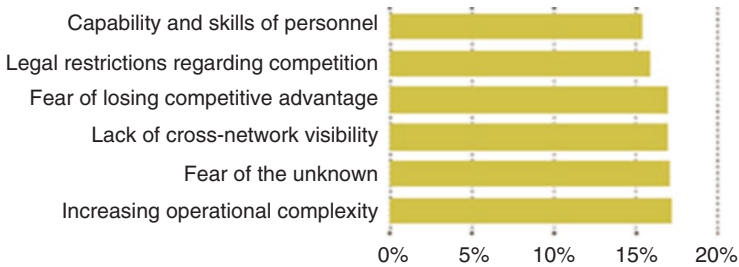 Capability and skills of personnel
Legal restrictions regarding competition
Fear of losing competitive advantage
Lack of cross-network visibility
Fear of the unknown
Increasing operational complexity
0% 5% 10% 15% 20%